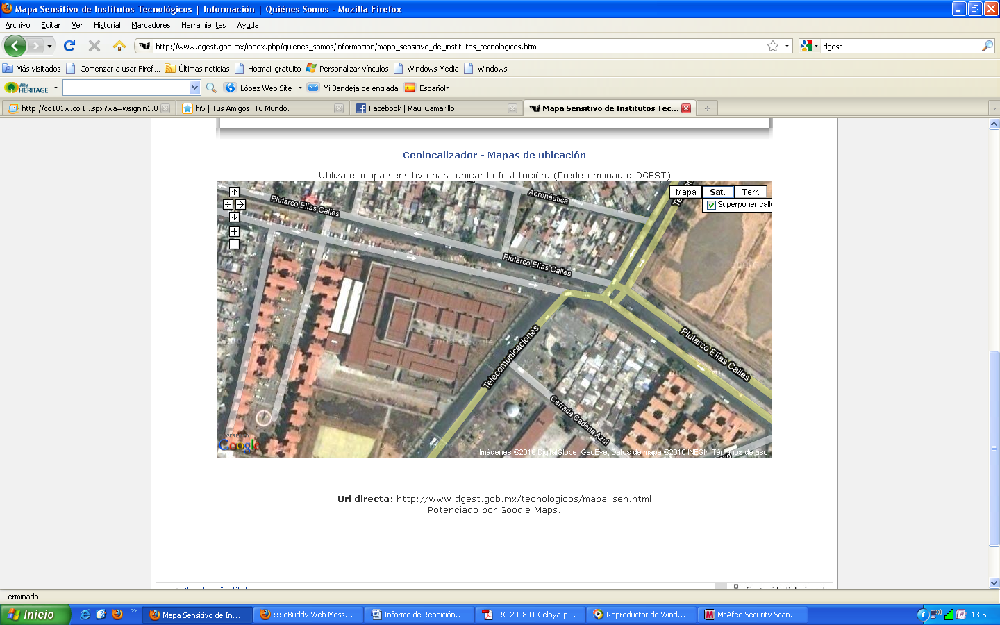 Mapa Sensitivo de Institutos Tecnológicos | Información | Quiénes Somos - Mozilla Firefox
Archivo Editar Ver Historial Marcadores Herramientas Ayuda
http://www.dgest.gob.mx/index.php/quienes_somos/informacion/mapa_sensitivo_de_institutos_tecnologicos.html
dgest
Más visitados Comenzar a usar Firef... Últimas noticias Hotmail gratuito Personalizar vínculos Windows Media Windows
MY HERITAGE López Web Site Mi Bandeja de entrada Español
http://co101w.col1...spx?wa=wsignin1.0 hi5 | Tus Amigos. Tu Mundo. Facebook | Raul Camarillo Mapa Sensitivo de Institutos Tec...
Geolocalizador - Mapas de ubicación
Utiliza el mapa sensitivo para ubicar la Institución. (Predeterminado: DGEST)
Mapa Sat. Terr.
Superponer calle
Aeronáutica
Plutarco Elías Calles
Plutarco Elías Calles
Plutarco Elías Calles
Telecomunicaciones
Cerrada Cadena Azul
Google
Imágenes ©2010 DigitalGlobe, GeoEye, Datos de mapa ©2010 INEGI - Términos de uso
Url directa: http://www.dgest.gob.mx/tecnologicos/mapa_sen.html
Potenciado por Google Maps.
Terminado
Inicio Mapa Sensitivo de In... ::: eBuddy Web Mess... Informe de Rendición... IRC 2008 IT Celaya.p... Reproductor de Wind... McAfee Security Scan... 13:50